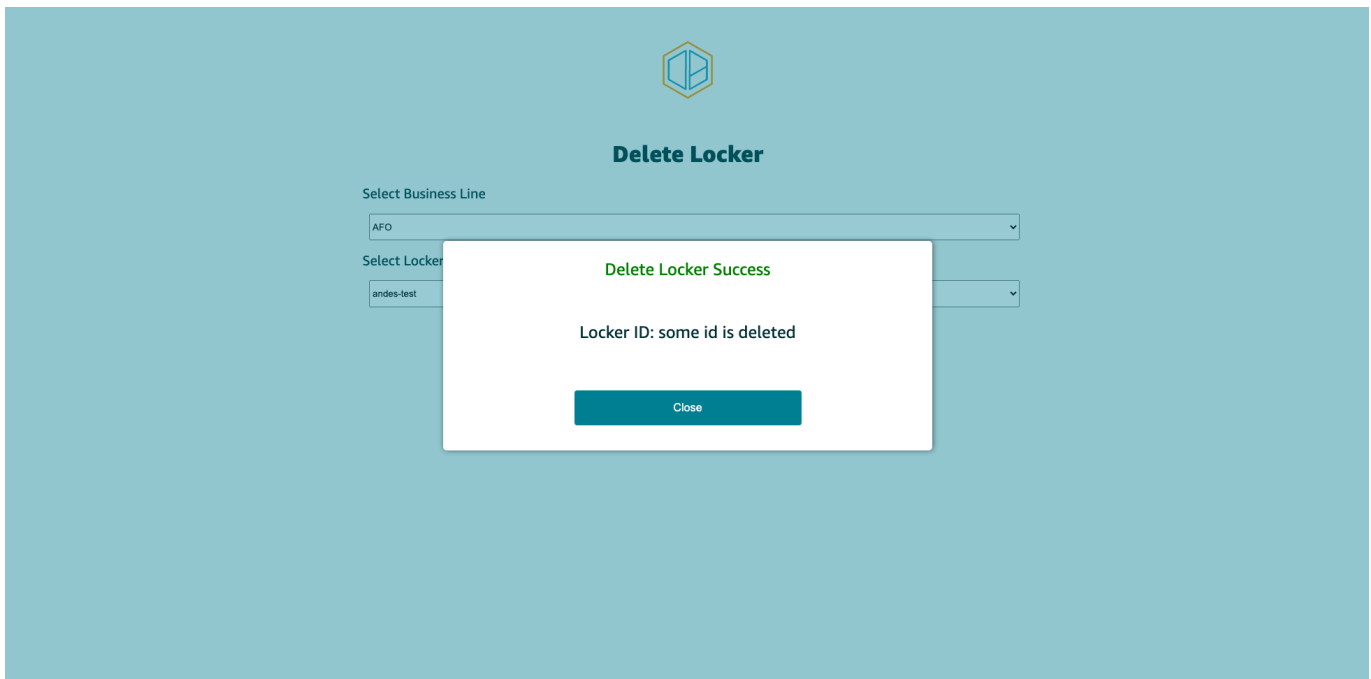 Delete Locker
Select Business Line
AFO
Select Locker
andes-test
Delete Locker Success
Locker ID: some id is deleted
Close